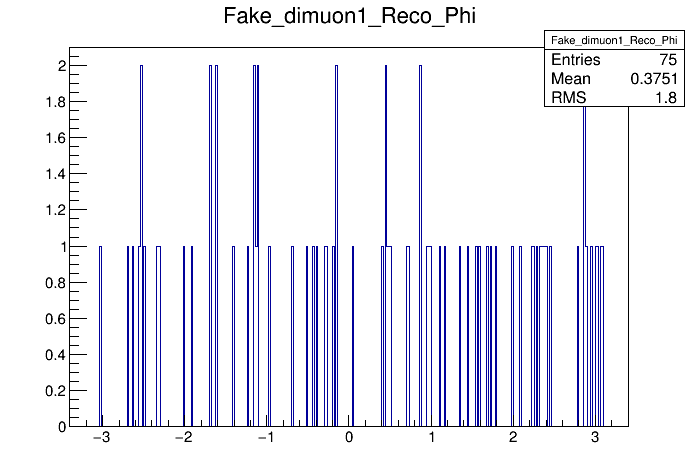 Fake_dimuon1_Reco_Phi
Fake_dimuon1_Reco_Phi
Entries 75
Mean 0.3751
RMS 1.8
2
1.8
1.6
1.4
1.2
1
0.8
0.6
0.4
0.2
0
−3 −2 −1 0 1 2 3